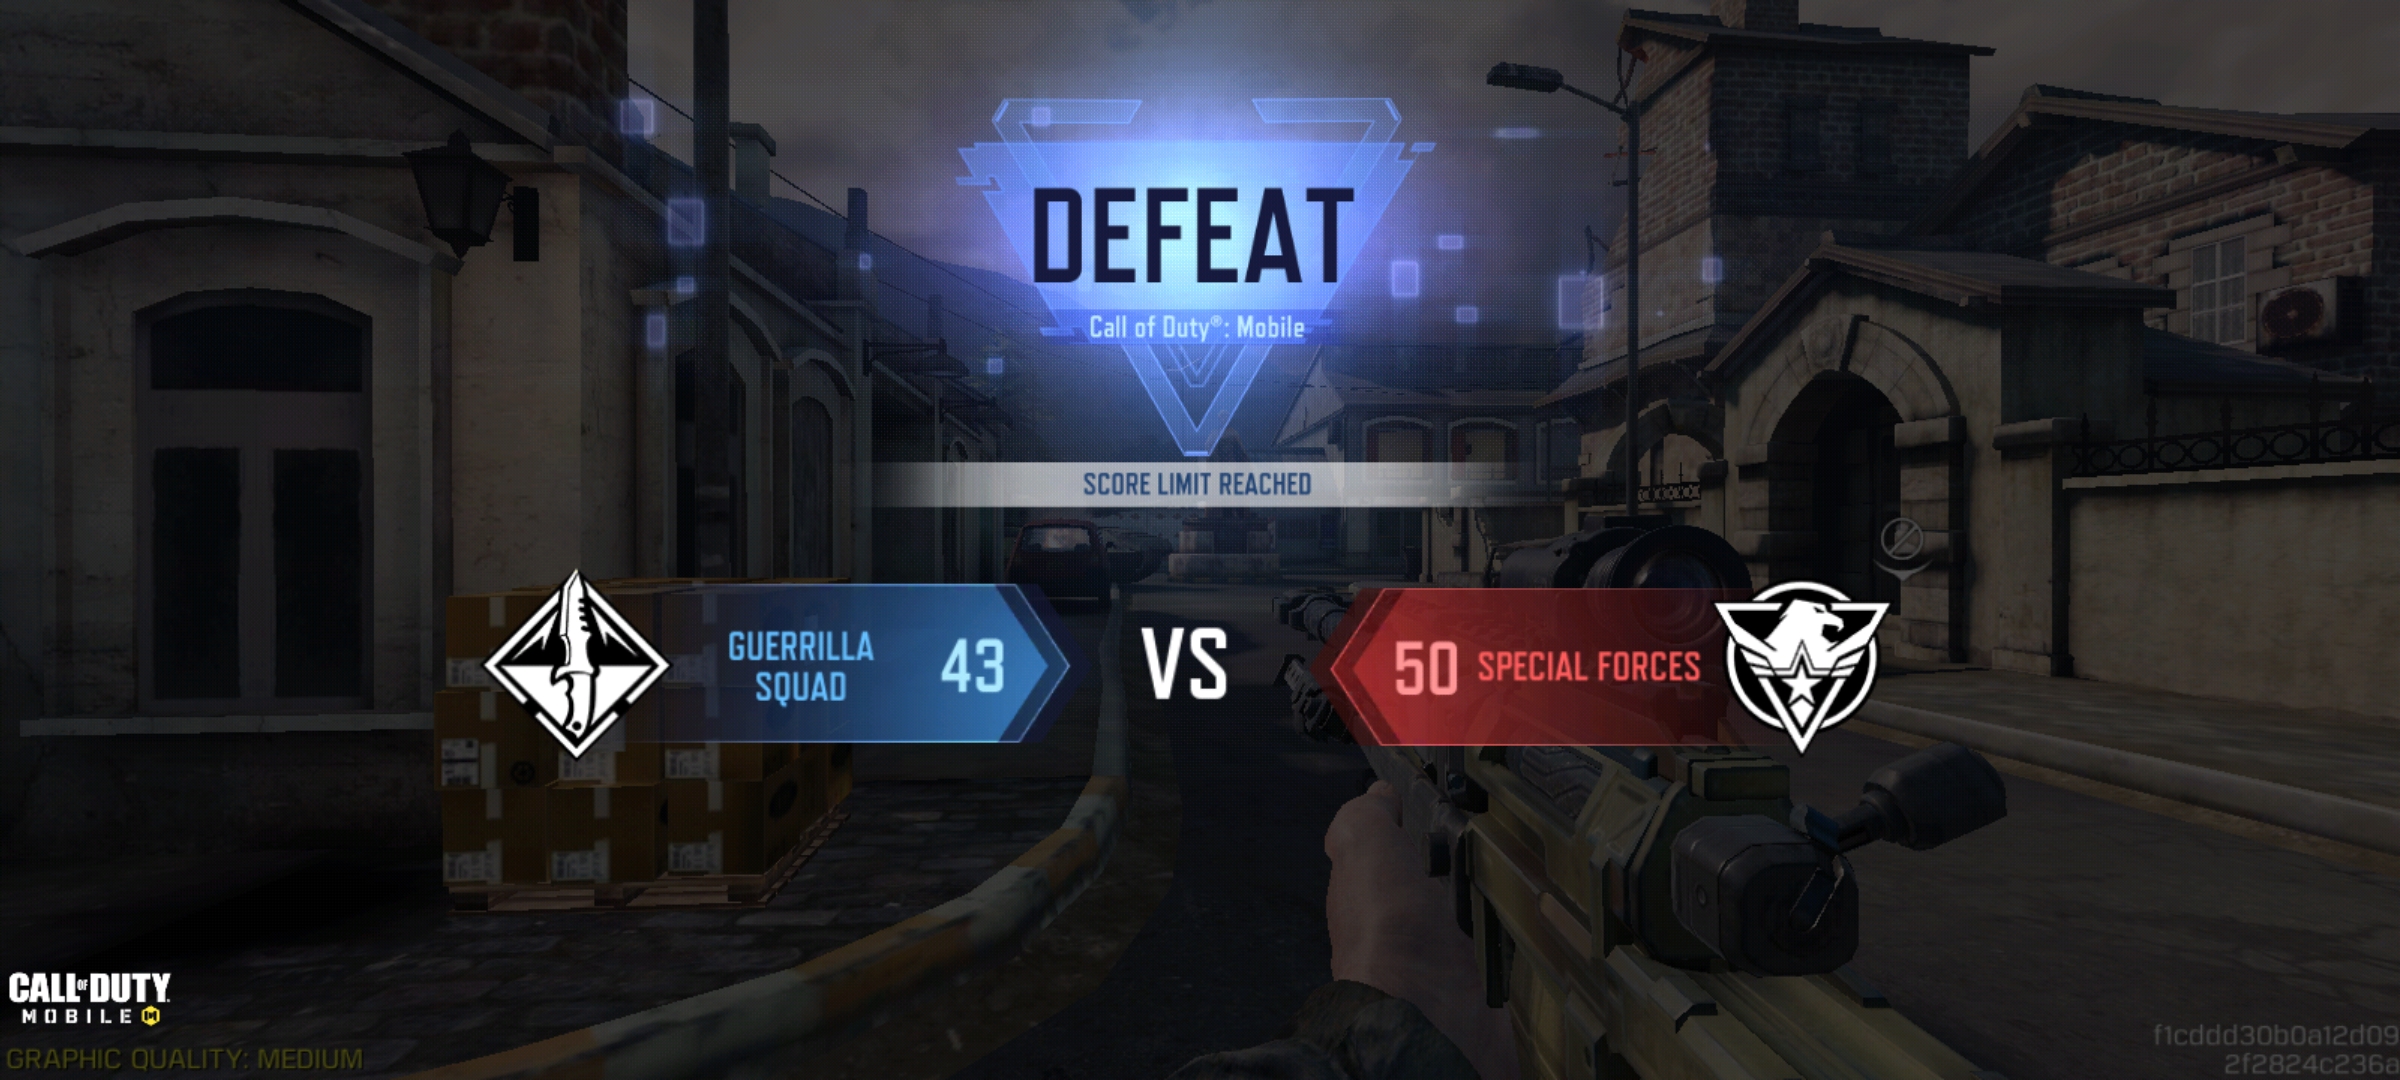 DEFEAT
Call of Duty®: Mobile
SCORE LIMIT REACHED
GUERRILLA
SQUAD
43
VS
50
SPECIAL FORCES
CALL OF DUTY
MOBILE
GRAPHIC QUALITY: MEDIUM
f1cddd30b0a12d09
2f2824c236a